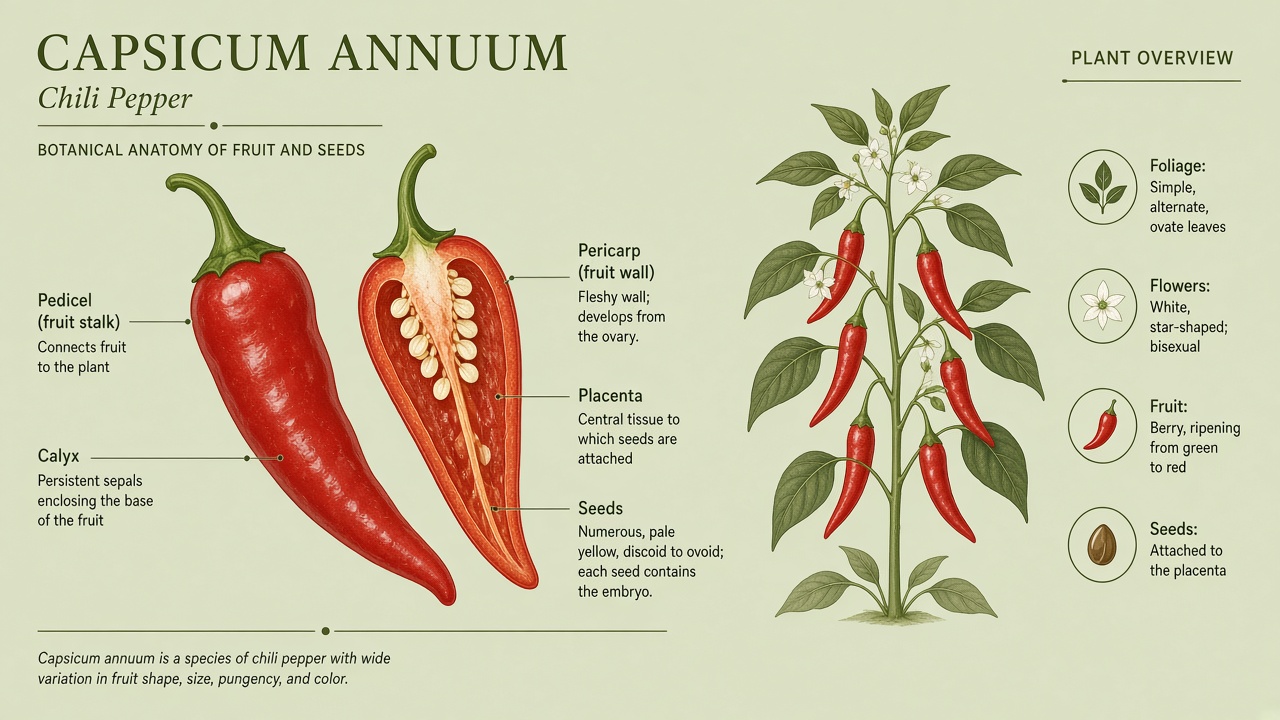 CAPSICUM ANNUUM
Chili Pepper
BOTANICAL ANATOMY OF FRUIT AND SEEDS
Pedicel
(fruit stalk)
Connects fruit
to the plant
Calyx
Persistent sepals
enclosing the base
of the fruit
Pericarp
(fruit wall)
Fleshy wall;
develops from
the ovary.
Placenta
Central tissue to
which seeds are
attached
Seeds
Numerous, pale
yellow, discoid to ovoid;
each seed contains
the embryo.
Capsicum annuum is a species of chili pepper with wide
variation in fruit shape, size, pungency, and color.
PLANT OVERVIEW
Foliage:
Simple,
alternate,
ovate leaves
Flowers:
White,
star-shaped;
bisexual
Fruit:
Berry, ripening
from green
to red
Seeds:
Attached to
the placenta